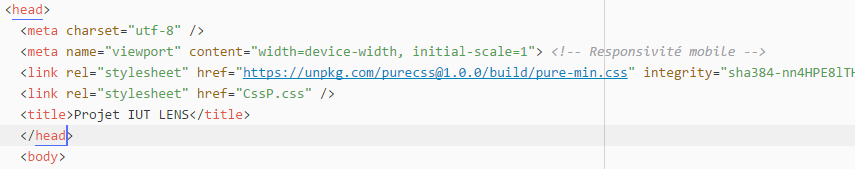 <head>
<meta charset="utf-8" />
<meta name="viewport" content="width=device-width, initial-scale=1"> <!-- Responsivité mobile -->
<link rel="stylesheet" href="https://unpkg.com/purecss@1.0.0/build/pure-min.css" integrity="sha384-nn4HPE8lTH
<link rel="stylesheet" href="CssP.css" />
<title>Projet IUT LENS</title>
</head>
<body>